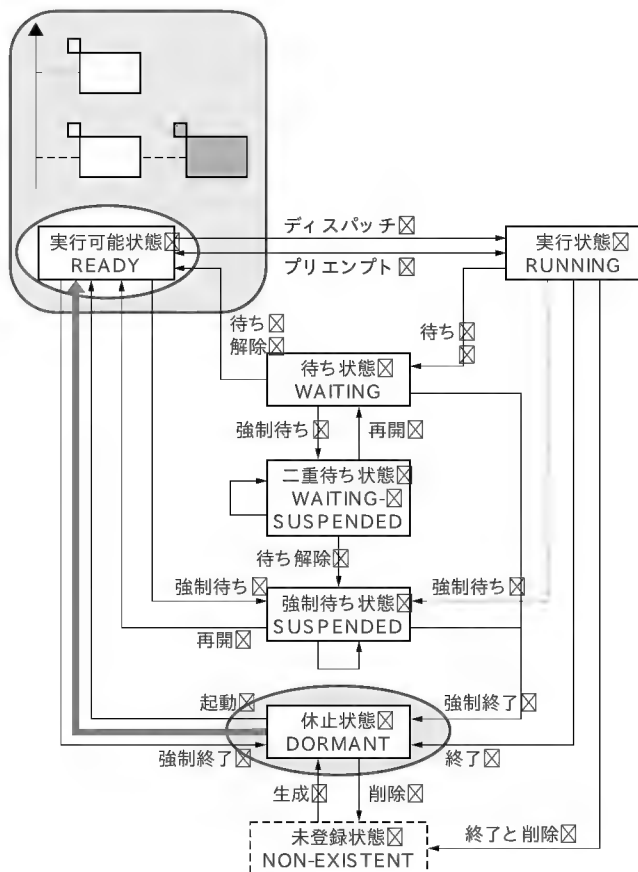 ディスパッチ
実行可能状態
READY
実行状態
RUNNING
プリエンプト
待ち
解除
待ち
待ち状態
WAITING
強制待ち
再開
二重待ち状態
WAITING-
SUSPENDED
待ち解除
強制待ち
強制待ち
強制待ち状態
SUSPENDED
再開
起動
強制終了
休止状態
DORMANT
強制終了
終了
生成
削除
未登録状態
NON-EXISTENT
終了と削除